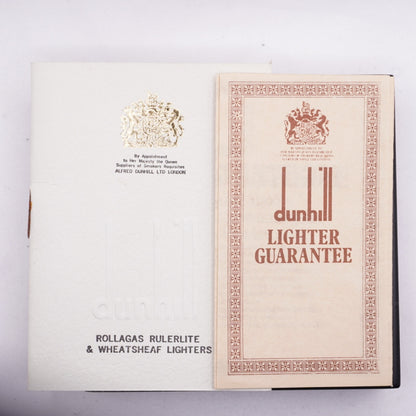 By Appointment
to Her Majesty the Queen
Suppliers of Smokers Requisites
ALFRED DUNHILL LTD LONDON
dunhill
ROLLAGAS RULERLITE
& WHEATSHEAF LIGHTERS
dunhill
LIGHTER
GUARANTEE